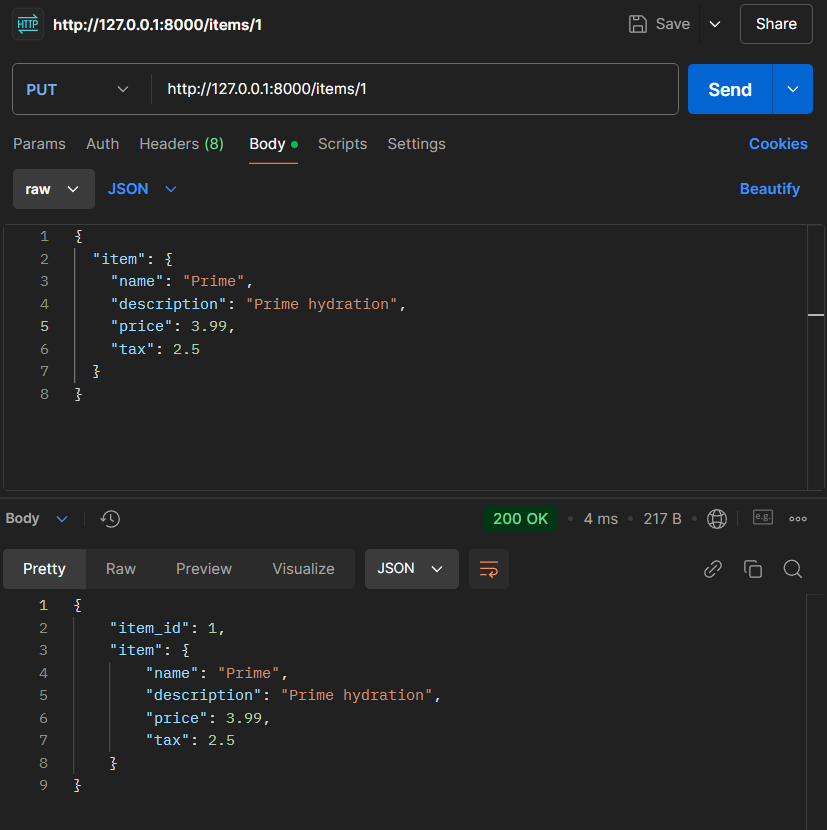 HTTP http://127.0.0.1:8000/items/1 Save Share
PUT http://127.0.0.1:8000/items/1 Send
Params Auth Headers (8) Body Scripts Settings Cookies
raw JSON Beautify
1 {
2 "item": {
3 "name": "Prime",
4 "description": "Prime hydration",
5 "price": 3.99,
6 "tax": 2.5
7 }
8 }
Body 200 OK 4 ms 217 B e.g.
Pretty Raw Preview Visualize JSON
1 {
2 "item_id": 1,
3 "item": {
4 "name": "Prime",
5 "description": "Prime hydration",
6 "price": 3.99,
7 "tax": 2.5
8 }
9 }